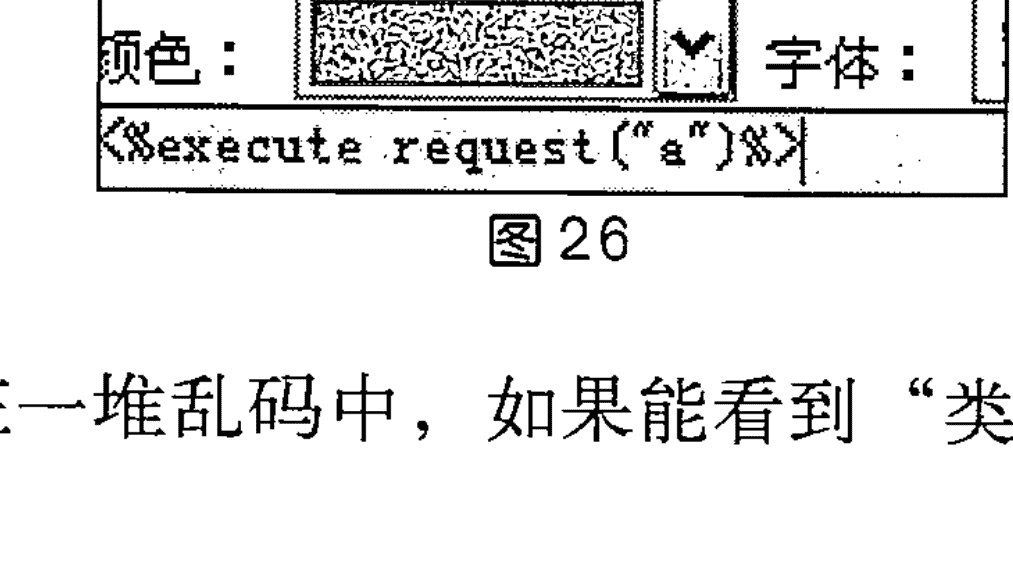 颜色： 字体：
<%execute request("a")%>
图26
在一堆乱码中，如果能看到“类